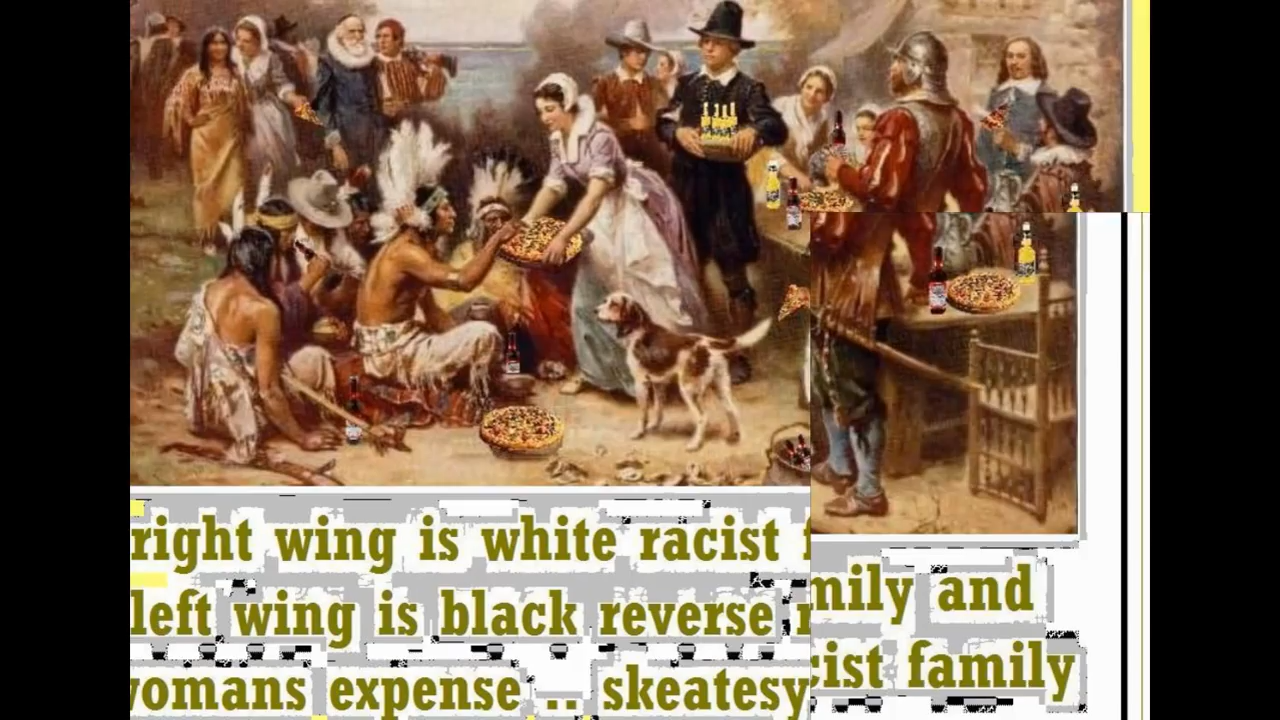 right wing is white racist f
mily and
left wing is black reverse r
cist family
womans expense .. skeatesy